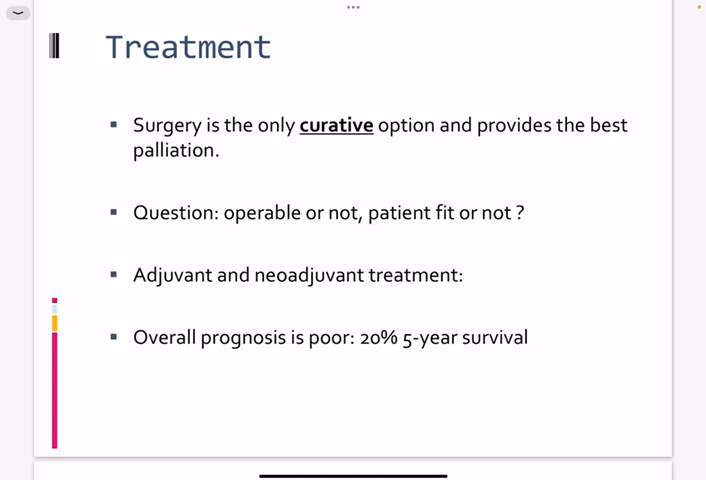 Treatment
▪ Surgery is the only curative option and provides the best
palliation.
▪ Question: operable or not, patient fit or not ?
▪ Adjuvant and neoadjuvant treatment:
▪ Overall prognosis is poor: 20% 5-year survival